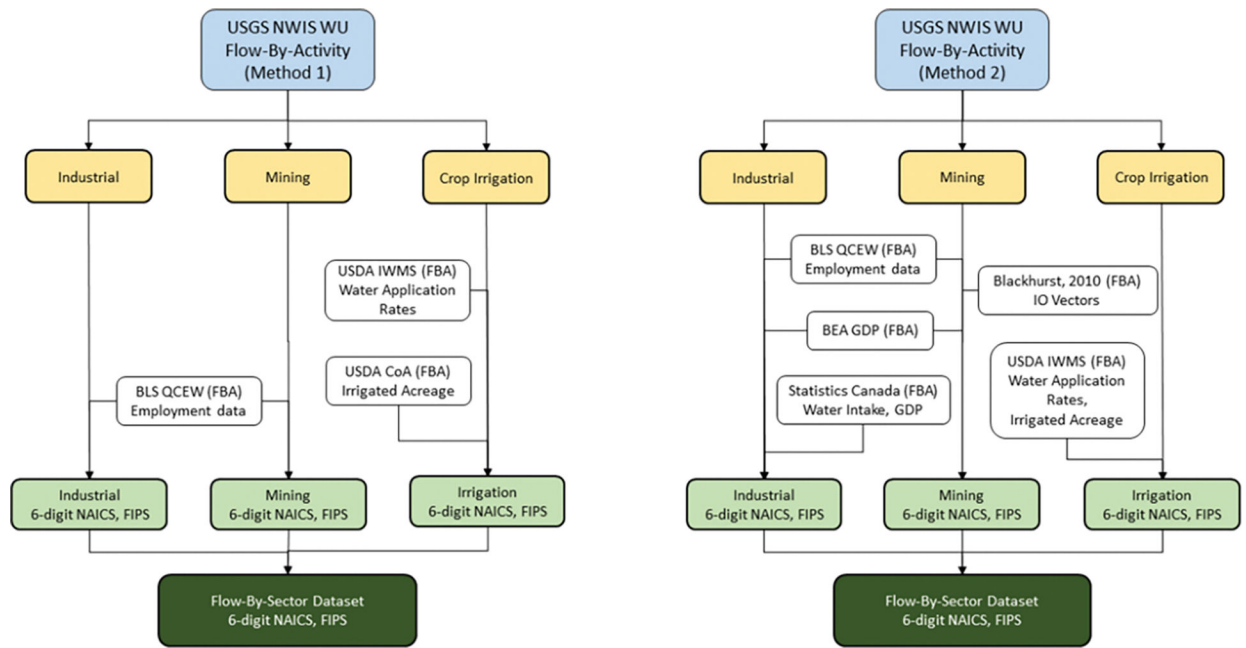 USGS NWIS WU
Flow-By-Activity
(Method 1)
Industrial
Mining
Crop Irrigation
USDA IWMS (FBA)
Water Application
Rates
USDA CoA (FBA)
Irrigated Acreage
BLS QCEW (FBA)
Employment data
Industrial
6-digit NAICS, FIPS
Mining
6-digit NAICS, FIPS
Irrigation
6-digit NAICS, FIPS
Flow-By-Sector Dataset
6-digit NAICS, FIPS
USGS NWIS WU
Flow-By-Activity
(Method 2)
Industrial
Mining
Crop Irrigation
BLS QCEW (FBA)
Employment data
Blackhurst, 2010 (FBA)
IO Vectors
BEA GDP (FBA)
USDA IWMS (FBA)
Water Application
Rates,
Irrigated Acreage
Statistics Canada (FBA)
Water Intake, GDP
Industrial
6-digit NAICS, FIPS
Mining
6-digit NAICS, FIPS
Irrigation
6-digit NAICS, FIPS
Flow-By-Sector Dataset
6-digit NAICS, FIPS